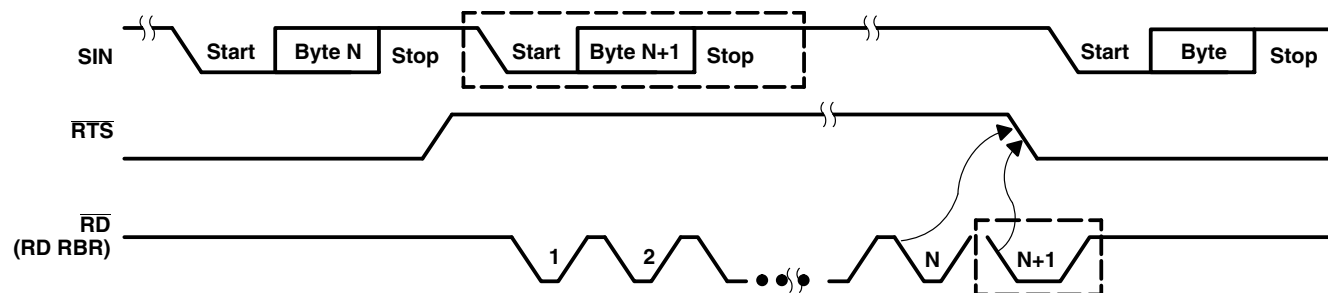 SIN
Start Byte N Stop Start Byte N+1 Stop Start Byte Stop
RTS
RD
(RD RBR)
1 2 N N+1